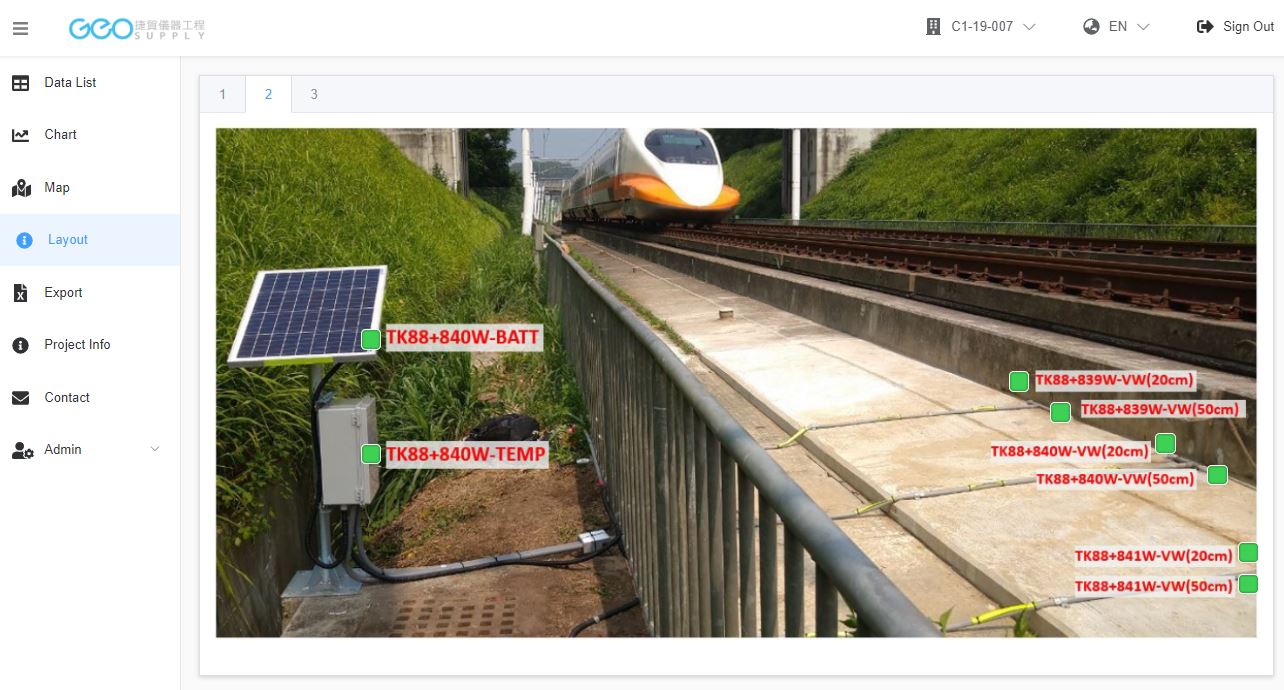 GEO 捷貿儀器工程
SUPPLY
C1-19-007
EN
Sign Out
Data List
Chart
Map
Layout
Export
Project Info
Contact
Admin
1
2
3
TK88+840W-BATT
TK88+840W-TEMP
TK88+839W-VW(20cm)
TK88+839W-VW(50cm)
TK88+840W-VW(20cm)
TK88+840W-VW(50cm)
TK88+841W-VW(20cm)
TK88+841W-VW(50cm)